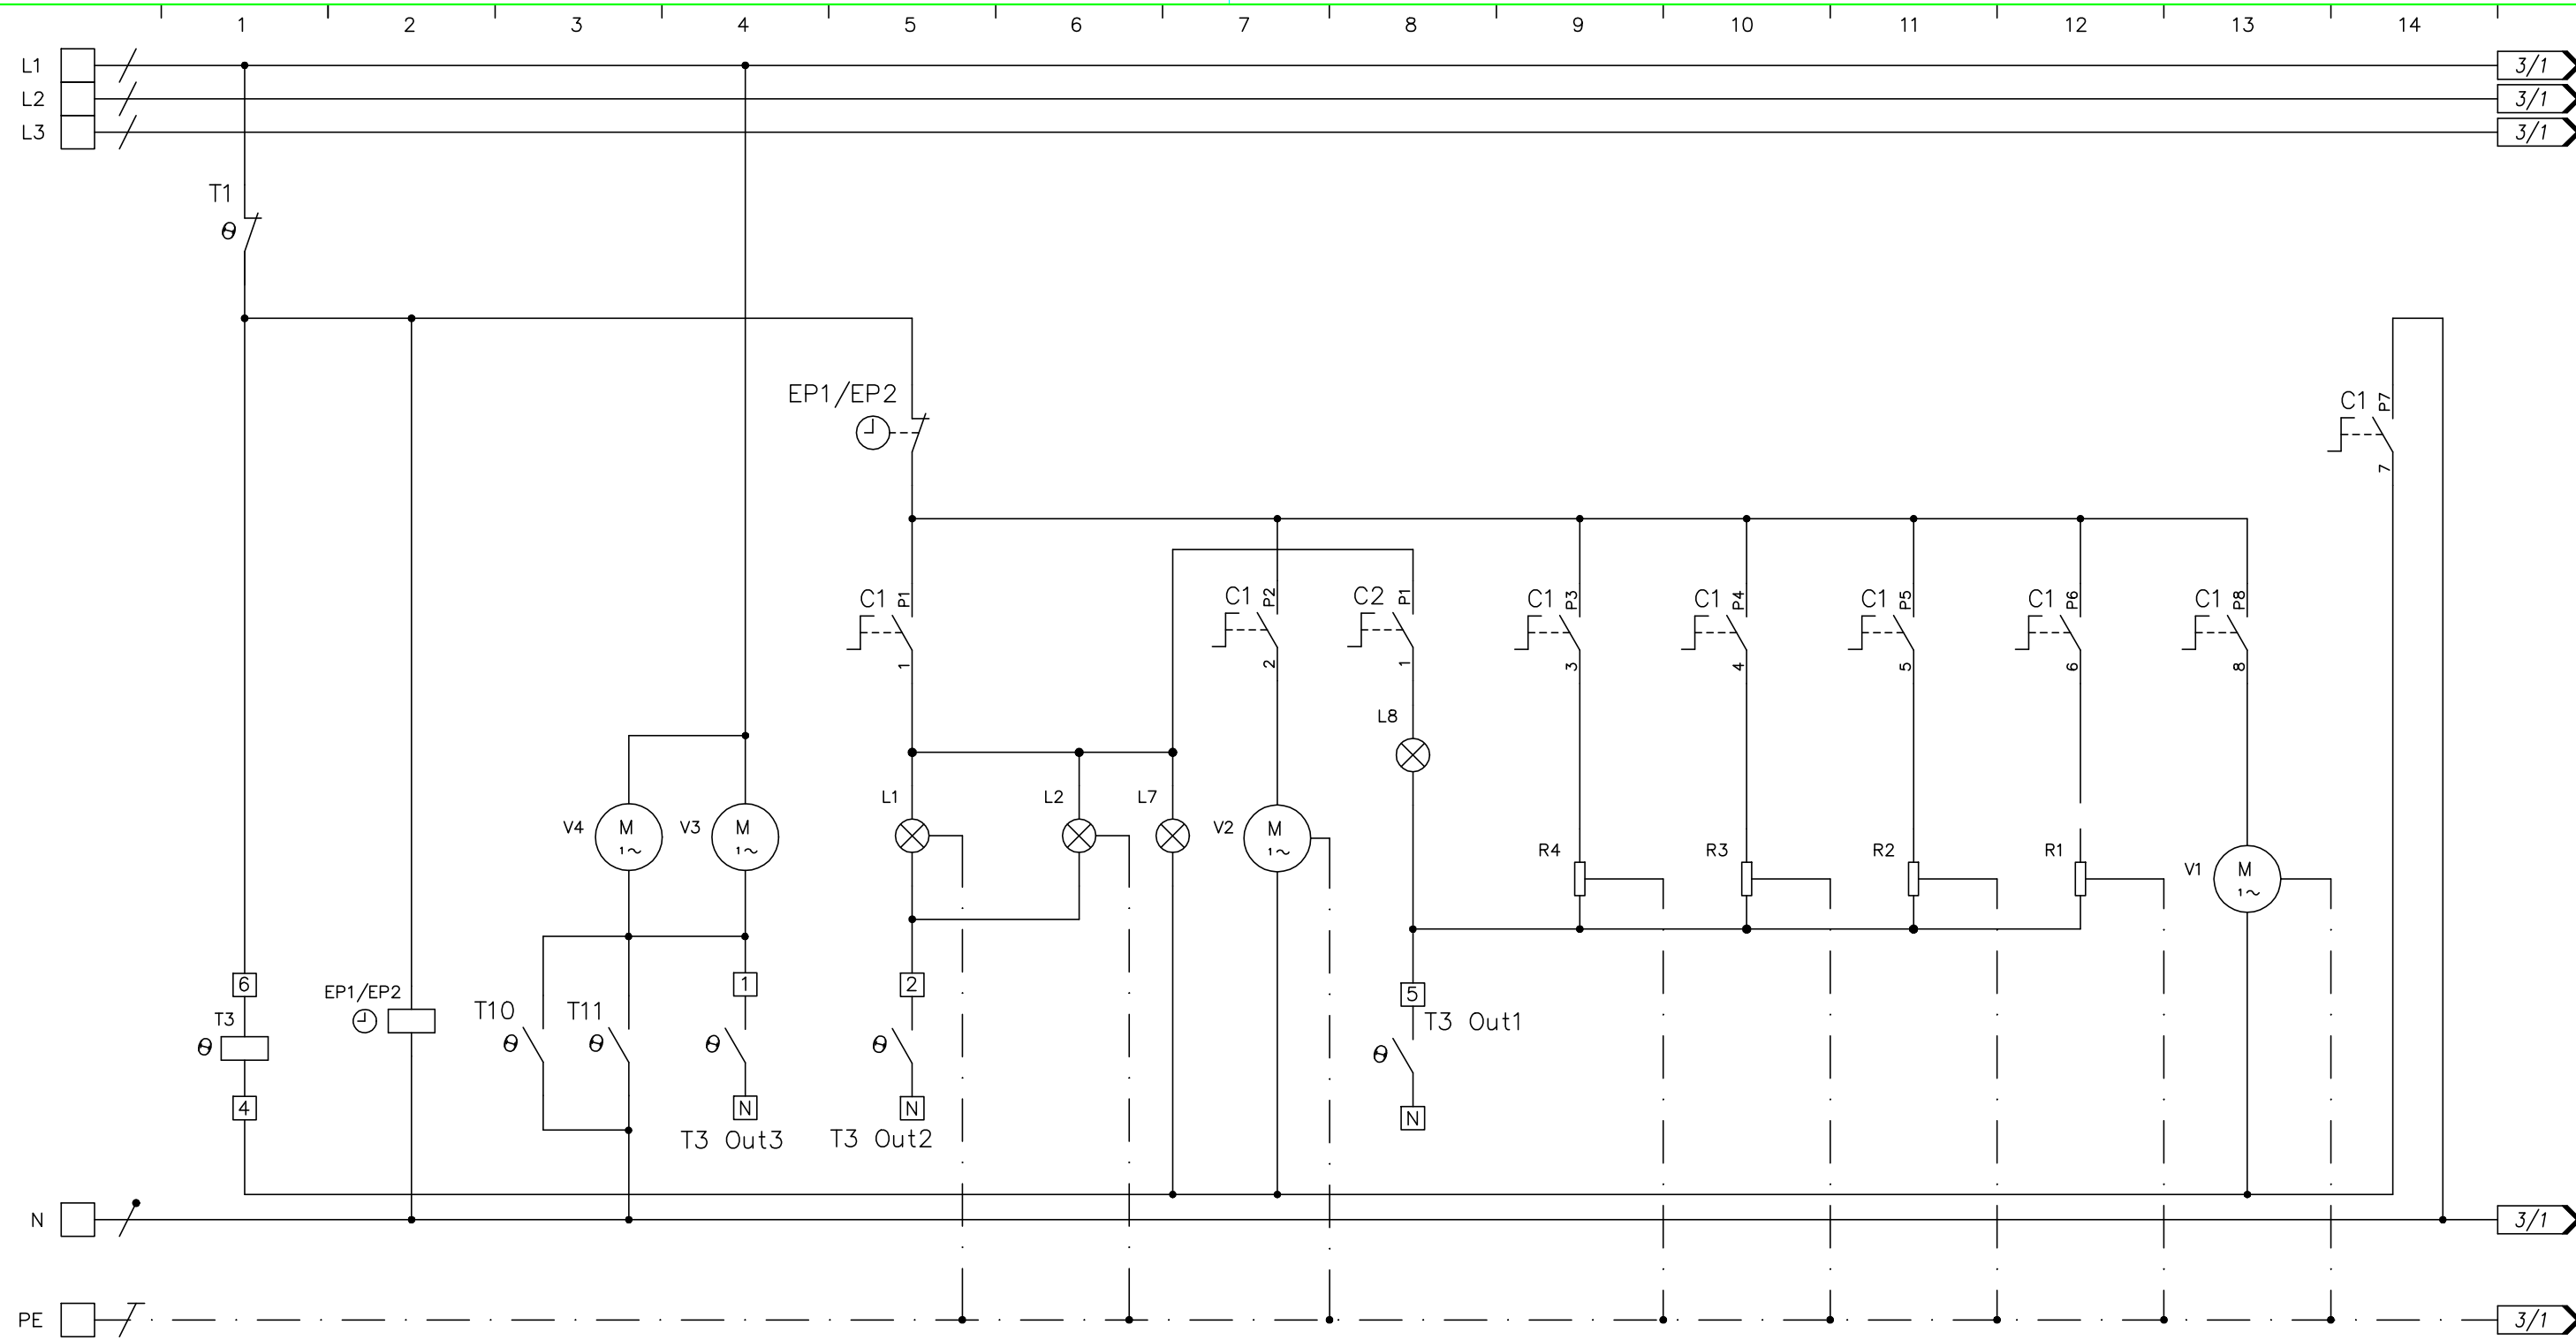 1 2 3 4 5 6 7 8 9 10 11 12 13 14
L1 3/1
L2 3/1
L3 3/1
T1
θ
EP1/EP2
C1 P7
7
C1 P1
1
C1 P2
2
C2 P1
1
C1 P3
3
C1 P4
4
C1 P5
5
C1 P6
6
C1 P8
8
L8
L1 L2 L7
V4 M 1~
V3 M 1~
V2 M 1~
R4 R3 R2 R1
V1 M 1~
6 1 2 5
EP1/EP2
T3
θ
T10 θ
T11 θ
θ
θ
T3 Out1
θ
4 N N N
T3 Out3
T3 Out2
N 3/1
PE 3/1